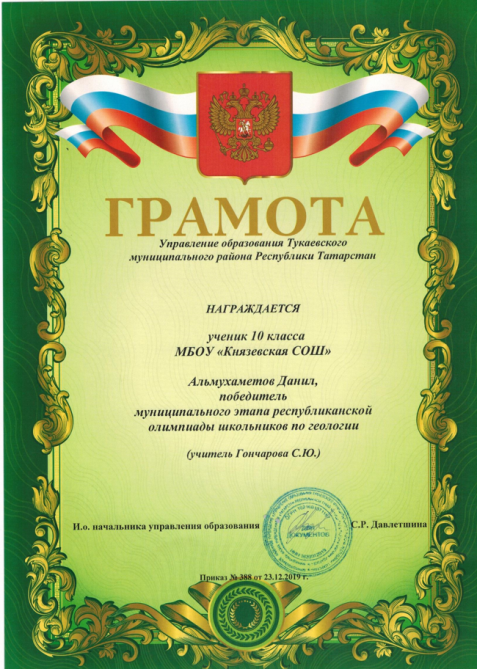 ГРАМОТА
Управление образования Тукаевского
муниципального района Республики Татарстан
НАГРАЖДАЕТСЯ
ученик 10 класса
МБОУ «Князевская СОШ»
Альмухаметов Данил,
победитель
муниципального этапа республиканской
олимпиады школьников по геологии
(учитель Гончарова С.Ю.)
И.о. начальника управления образования
ДОКУМЕНТОВ
С.Р. Давлетшина
Приказ № 388 от 23.12.2019 г.